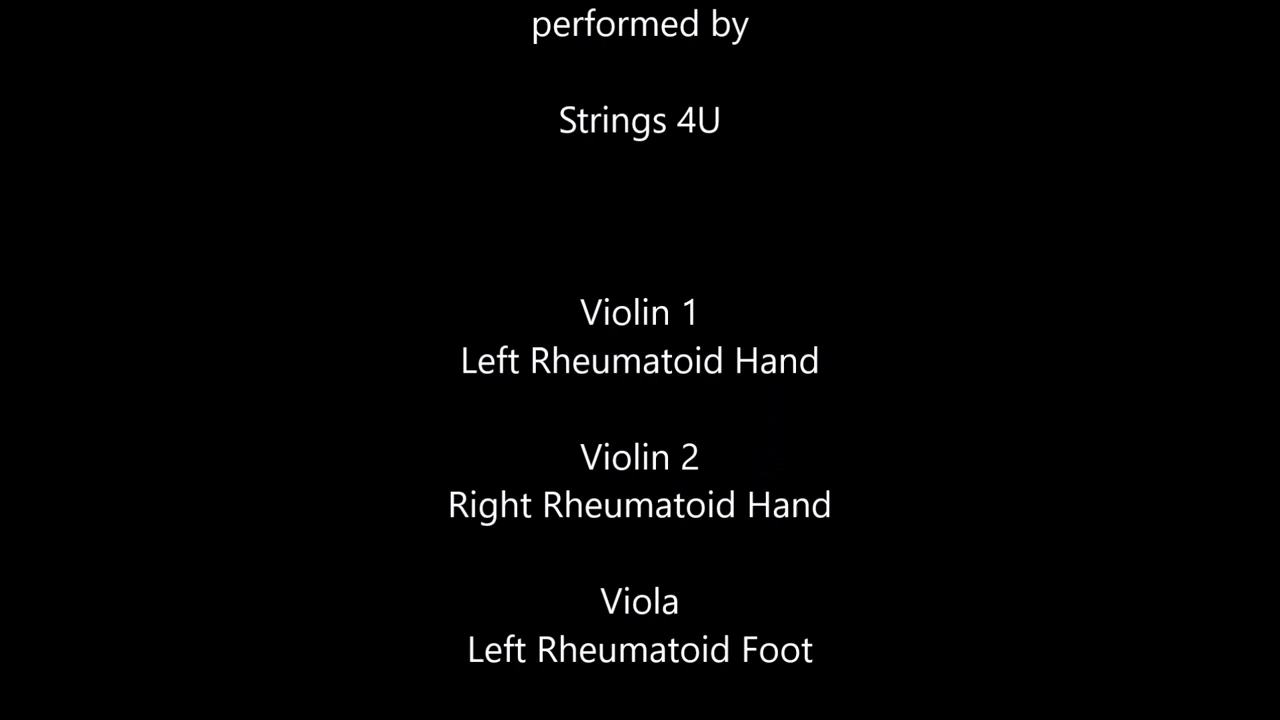 performed by
Strings 4U
Violin 1
Left Rheumatoid Hand
Violin 2
Right Rheumatoid Hand
Viola
Left Rheumatoid Foot